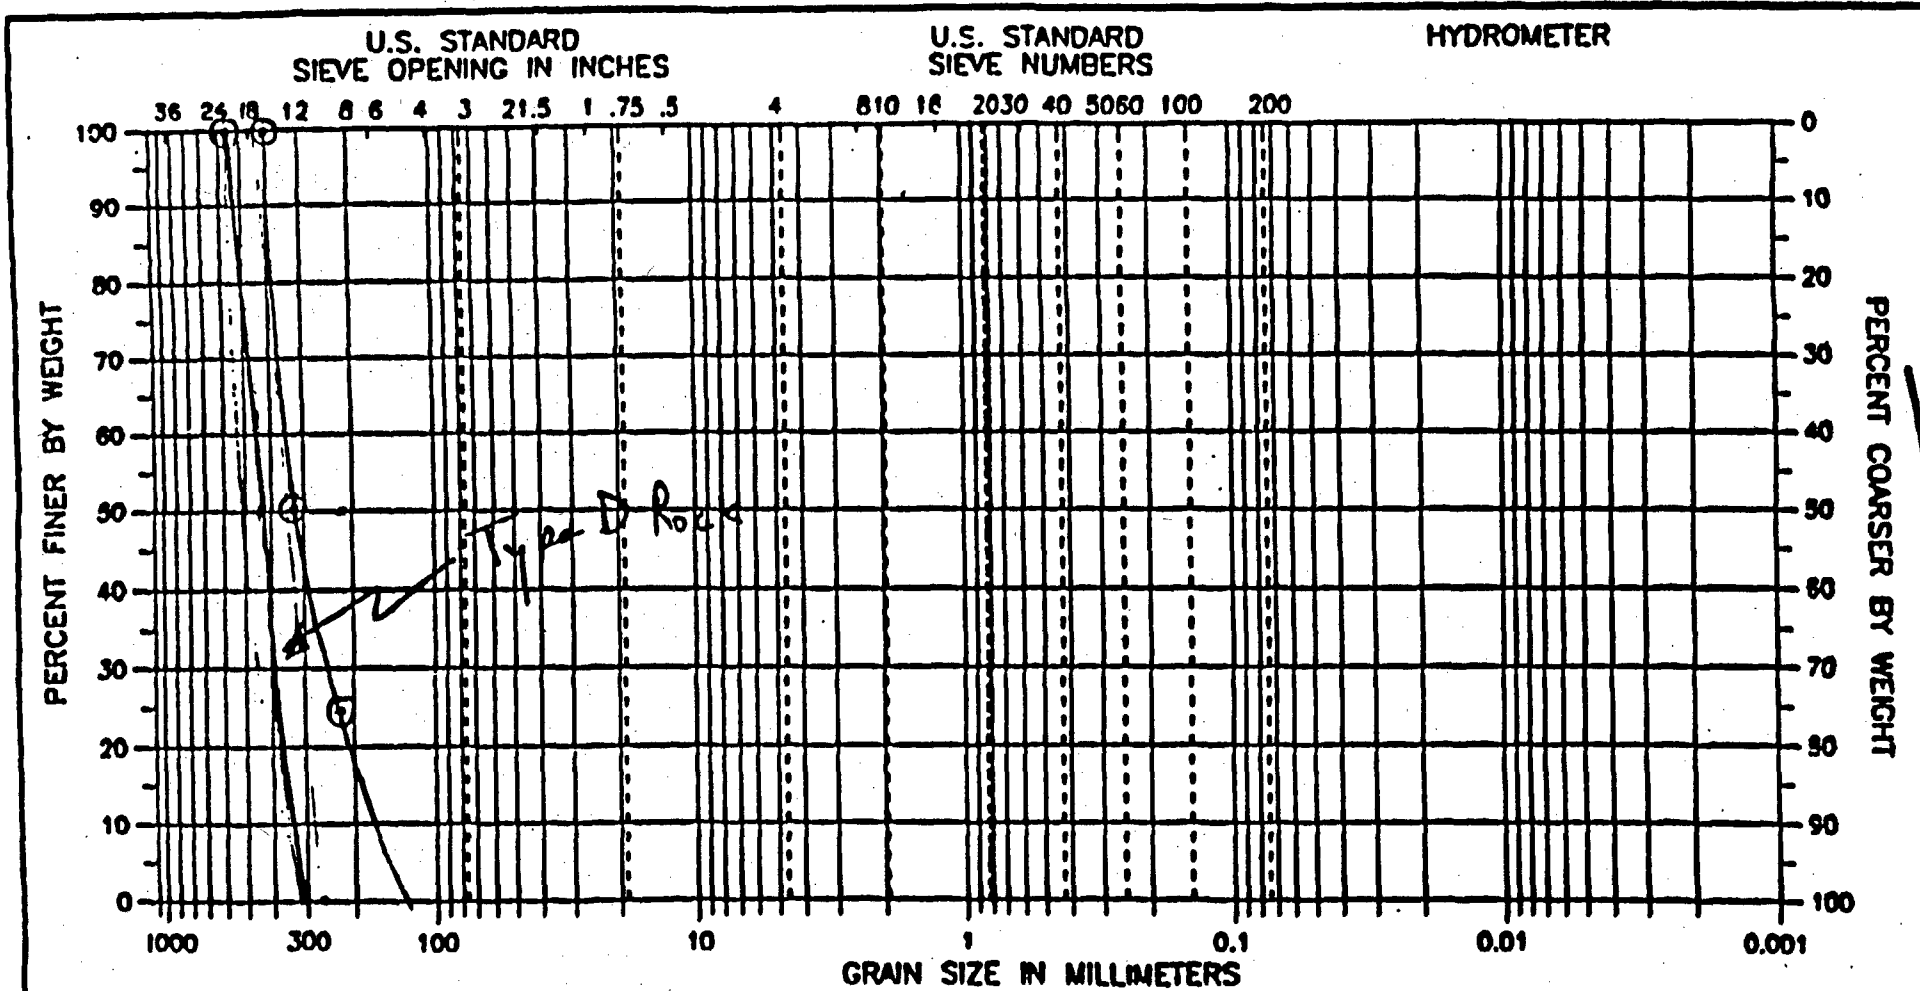 U.S. STANDARD
SIEVE OPENING IN INCHES
U.S. STANDARD
SIEVE NUMBERS
HYDROMETER
36 24 18 12 8 6 4 3 2 1.5 1 .75 .5 4 8 10 16 20 30 40 50 60 100 200
100 0
90 10
80 20
70 30
60 40
50 50
40 60
30 70
20 80
10 90
0 100
PERCENT FINER BY WEIGHT
PERCENT COARSER BY WEIGHT
Type D Rock
1000 300 100 10 1 0.1 0.01 0.001
GRAIN SIZE IN MILLIMETERS